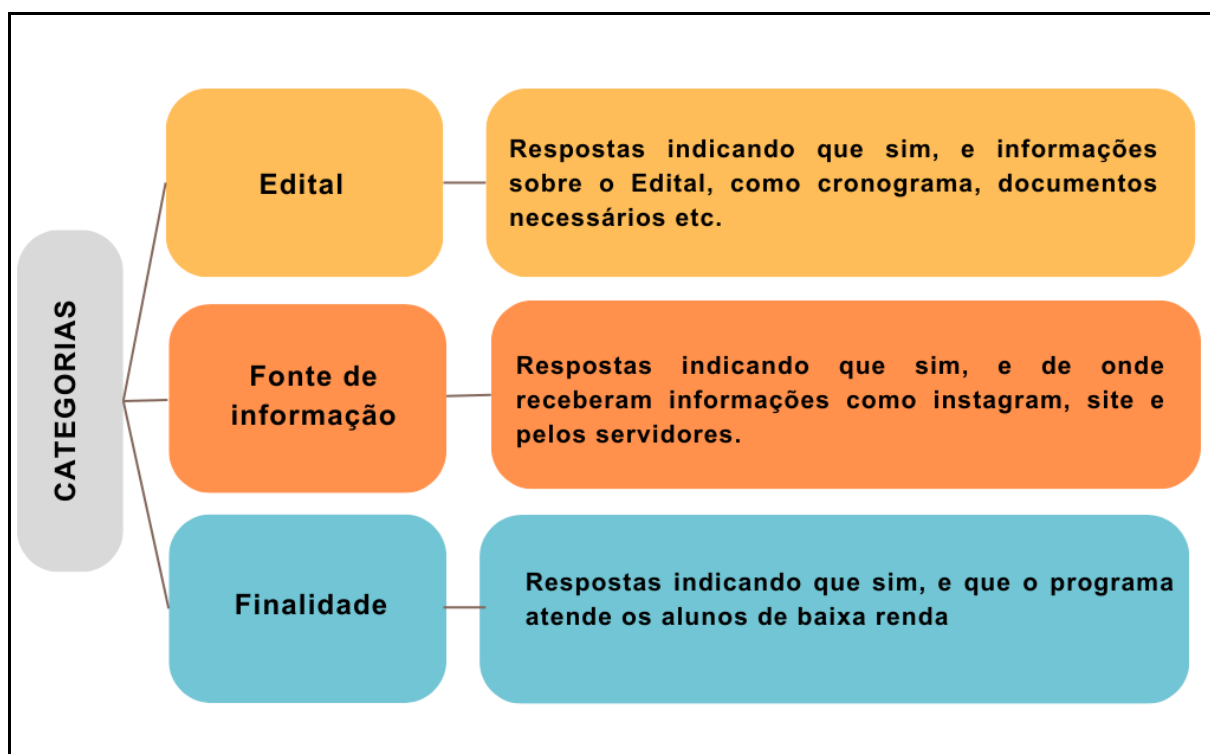 CATEGORIAS
Edital
Respostas indicando que sim, e informações
sobre o Edital, como cronograma, documentos
necessários etc.
Fonte de
informação
Respostas indicando que sim, e de onde
receberam informações como instagram, site e
pelos servidores.
Finalidade
Respostas indicando que sim, e que o programa
atende os alunos de baixa renda